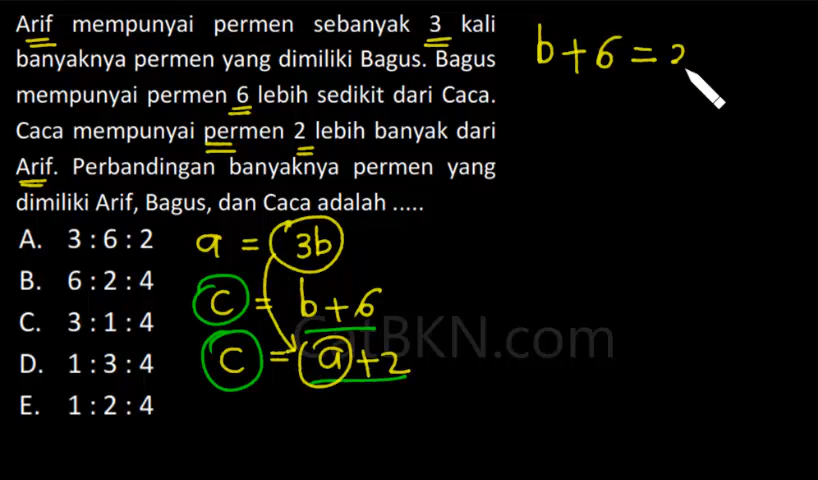 Arif mempunyai permen sebanyak 3 kali
banyaknya permen yang dimiliki Bagus. Bagus
mempunyai permen 6 lebih sedikit dari Caca.
Caca mempunyai permen 2 lebih banyak dari
Arif. Perbandingan banyaknya permen yang
dimiliki Arif, Bagus, dan Caca adalah .....
A. 3 : 6 : 2
B. 6 : 2 : 4
C. 3 : 1 : 4
D. 1 : 3 : 4
E. 1 : 2 : 4
a = 3b
c = b+6
c = a+2
b+6=
BKN.com